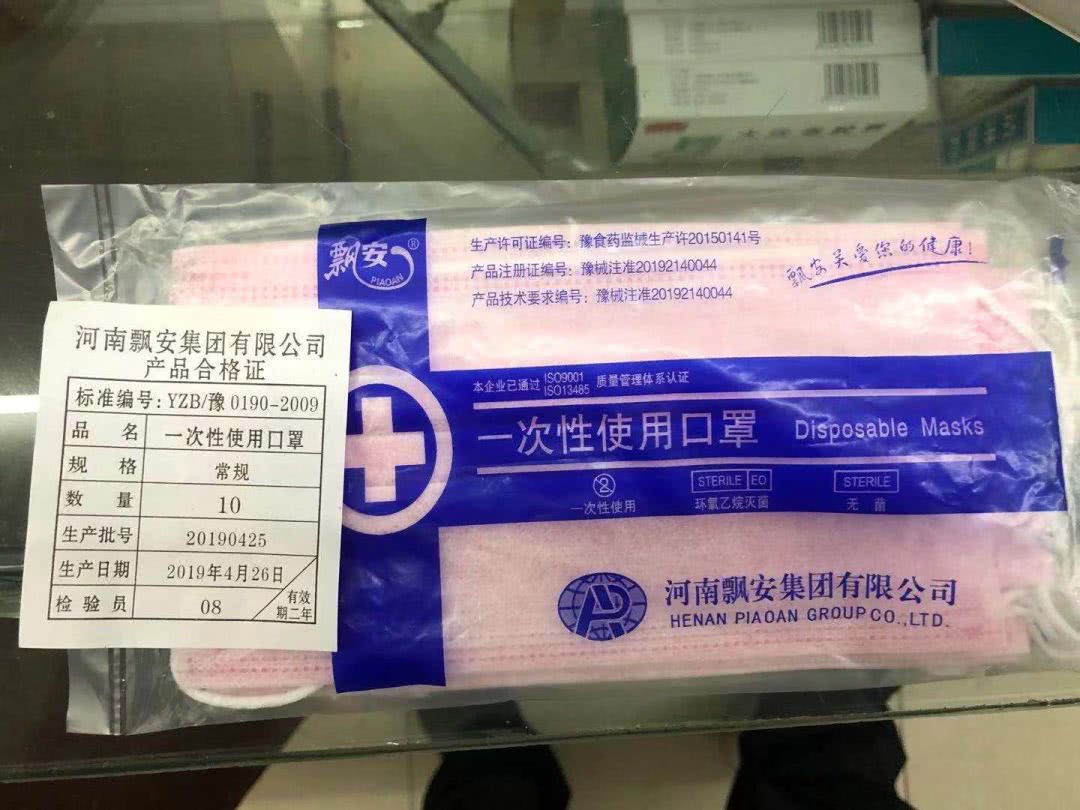 飘安®
PIAOAN
生产许可证编号：豫食药监械生产许20150141号
产品注册证编号：豫械注准20192140044
产品技术要求编号：豫械注准20192140044
飘安关爱您的健康！
本企业已通过 ISO9001 ISO13485 质量管理体系认证
一次性使用口罩 Disposable Masks
2
STERILE EO
STERILE
一次性使用
环氧乙烷灭菌
无菌
河南飘安集团有限公司
HENAN PIAOAN GROUP CO.,LTD.
河南飘安集团有限公司
产品合格证
标准编号:YZB/豫 0190-2009
品 名 一次性使用口罩
规 格 常规
数 量 10
生产批号 20190425
生产日期 2019年4月26日
检验员 08
有效
期二年